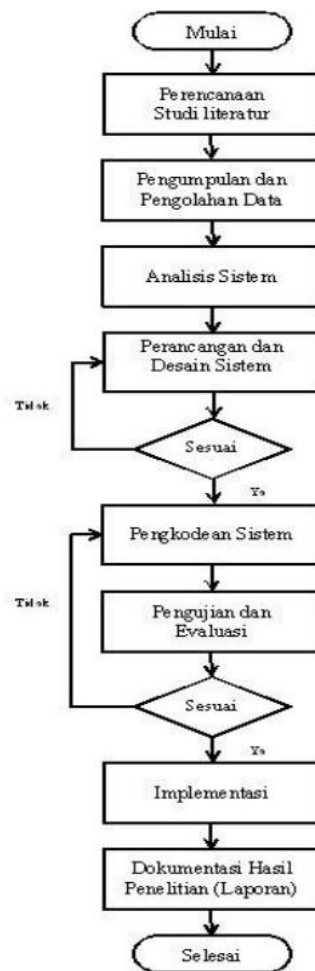 Mulai
Perencanaan
Studi literatur
Pengumpulan dan
Pengolahan Data
Analisis Sistem
Perancangan dan
Desain Sistem
Tidak
Sesuai
Ya
Pengkodean Sistem
Tidak
Pengujian dan
Evaluasi
Sesuai
Ya
Implementasi
Dokumentasi Hasil
Penelitian (Laporan)
Selesai